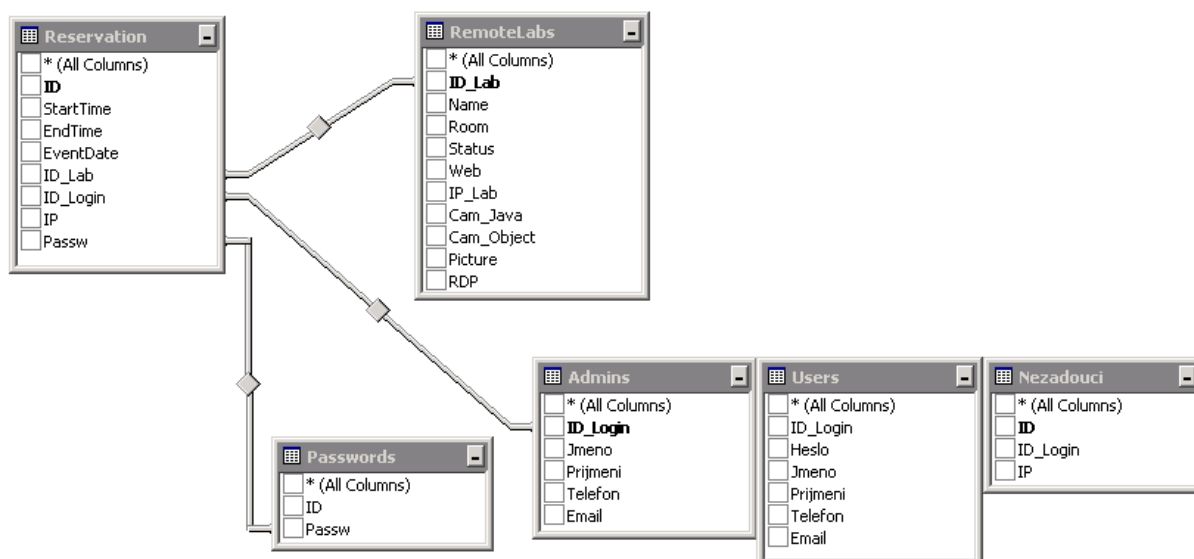 Reservation
* (All Columns)
ID
StartTime
EndTime
EventDate
ID_Lab
ID_Login
IP
Passw
RemoteLabs
* (All Columns)
ID_Lab
Name
Room
Status
Web
IP_Lab
Cam_Java
Cam_Object
Picture
RDP
Passwords
* (All Columns)
ID
Passw
Admins
* (All Columns)
ID_Login
Jmeno
Prijmeni
Telefon
Email
Users
* (All Columns)
ID_Login
Heslo
Jmeno
Prijmeni
Telefon
Email
Nezadouci
* (All Columns)
ID
ID_Login
IP